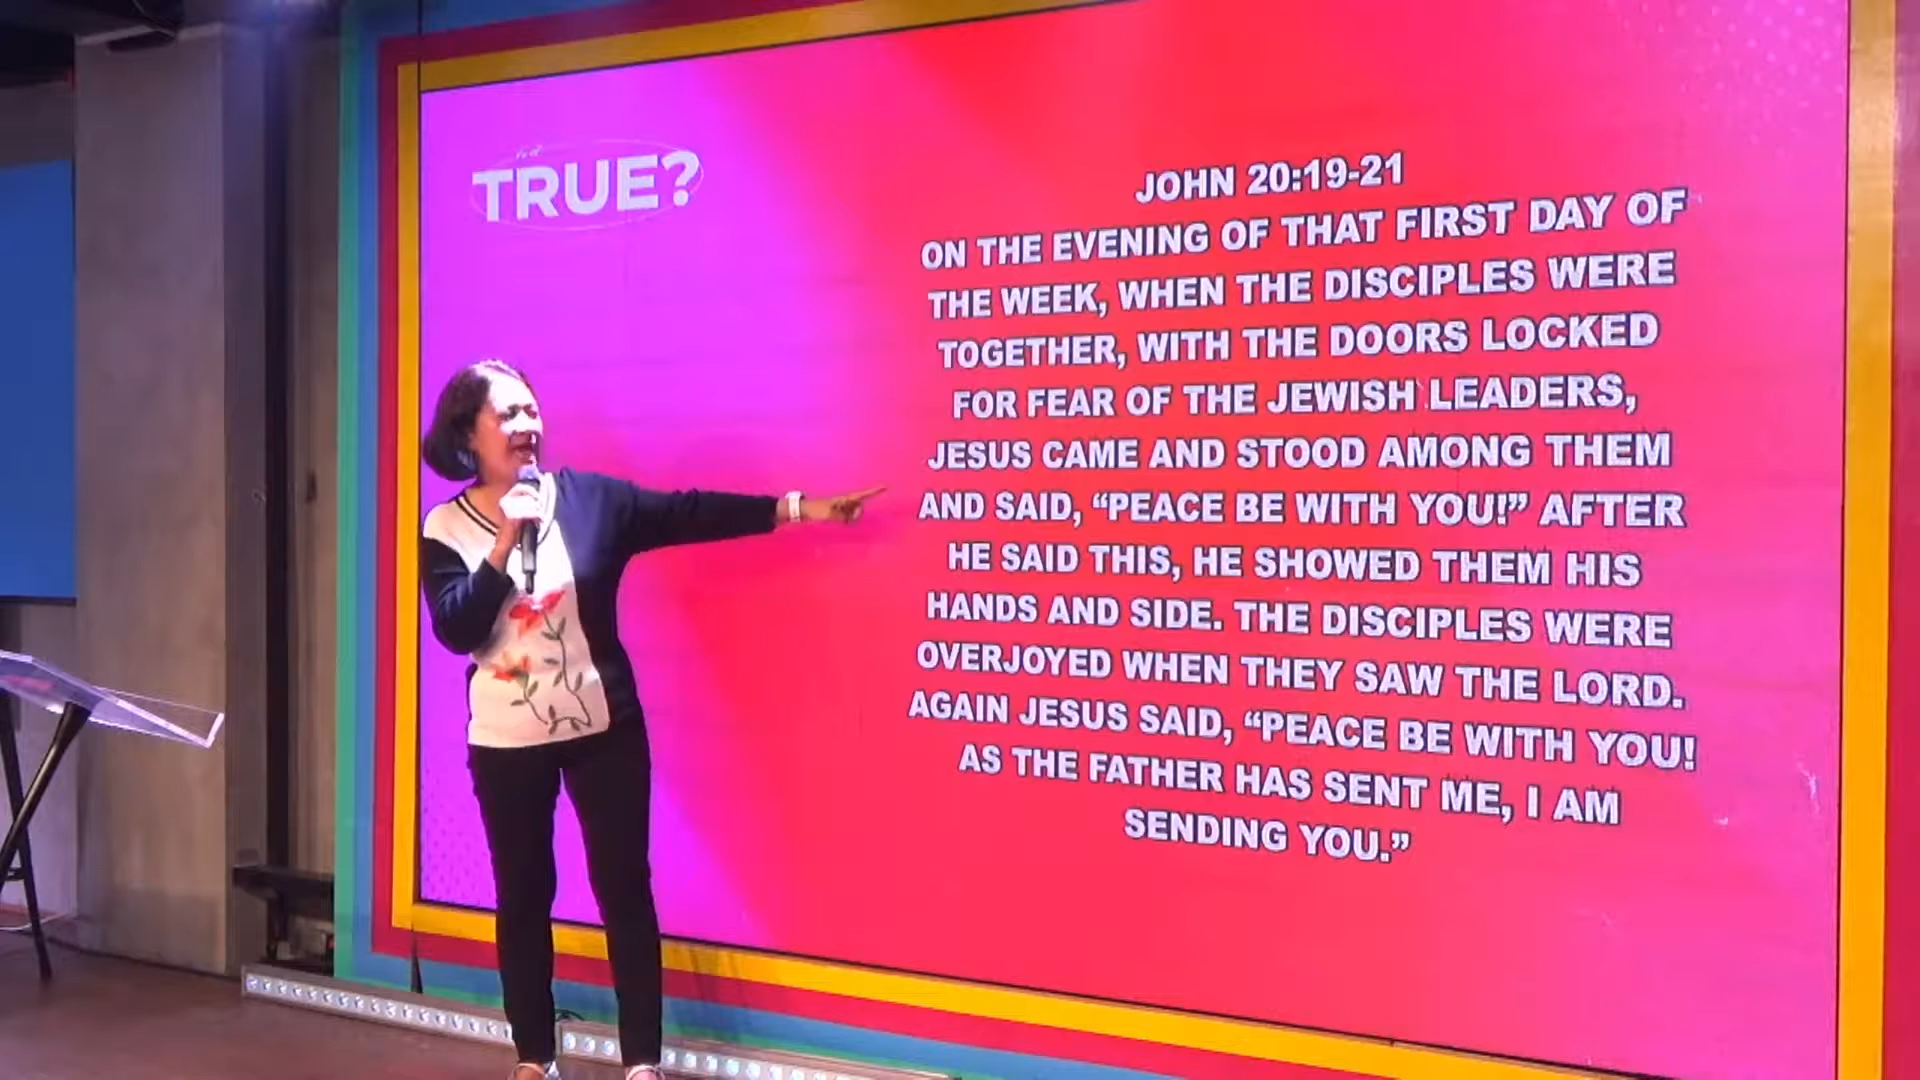 TRUE?
JOHN 20:19-21
ON THE EVENING OF THAT FIRST DAY OF
THE WEEK, WHEN THE DISCIPLES WERE
TOGETHER, WITH THE DOORS LOCKED
FOR FEAR OF THE JEWISH LEADERS,
JESUS CAME AND STOOD AMONG THEM
AND SAID, “PEACE BE WITH YOU!” AFTER
HE SAID THIS, HE SHOWED THEM HIS
HANDS AND SIDE. THE DISCIPLES WERE
OVERJOYED WHEN THEY SAW THE LORD.
AGAIN JESUS SAID, “PEACE BE WITH YOU!
AS THE FATHER HAS SENT ME, I AM
SENDING YOU.”